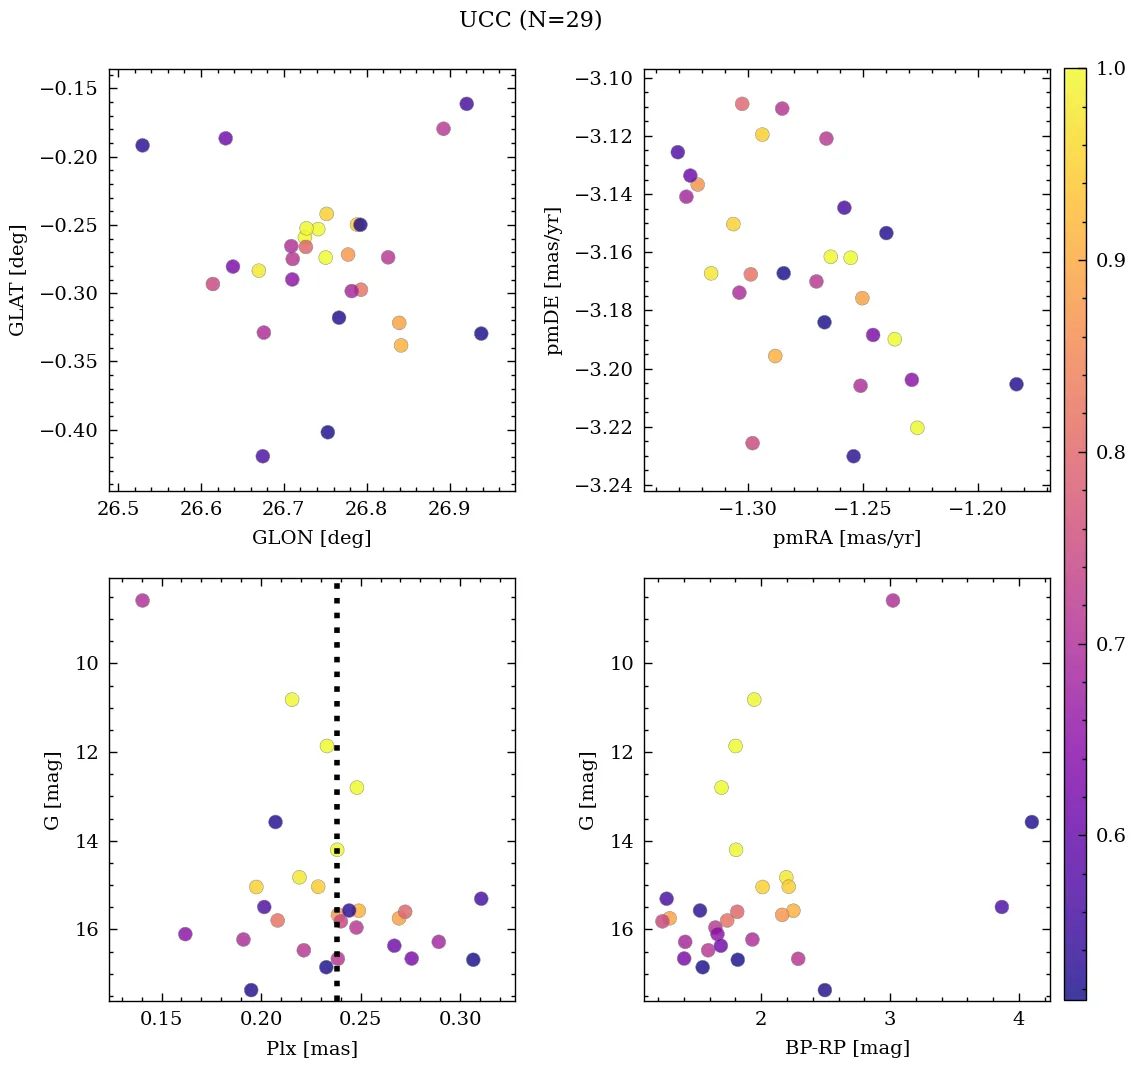 UCC (N=29)
−0.15
−0.20
−0.25
−0.30
−0.35
−0.40
GLAT [deg]
26.5 26.6 26.7 26.8 26.9
GLON [deg]
−3.10
−3.12
−3.14
−3.16
−3.18
−3.20
−3.22
−3.24
pmDE [mas/yr]
−1.30 −1.25 −1.20
pmRA [mas/yr]
10
12
14
16
G [mag]
0.15 0.20 0.25 0.30
Plx [mas]
10
12
14
16
G [mag]
2 3 4
BP-RP [mag]
1.0
0.9
0.8
0.7
0.6